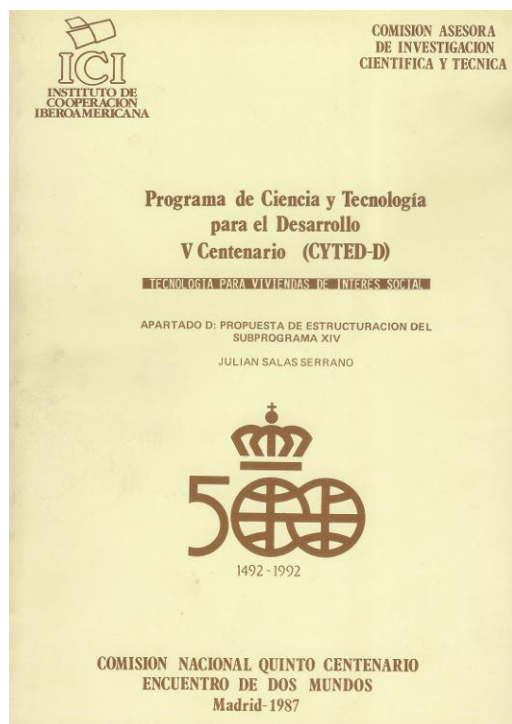 ICI
INSTITUTO DE
COOPERACION
IBEROAMERICANA
COMISION ASESORA
DE INVESTIGACION
CIENTIFICA Y TECNICA
Programa de Ciencia y Tecnología
para el Desarrollo
V Centenario (CYTED-D)
TECNOLOGIA PARA VIVIENDAS DE INTERES SOCIAL
APARTADO D: PROPUESTA DE ESTRUCTURACION DEL
SUBPROGRAMA XIV
JULIAN SALAS SERRANO
500
1492-1992
COMISION NACIONAL QUINTO CENTENARIO
ENCUENTRO DE DOS MUNDOS
Madrid-1987